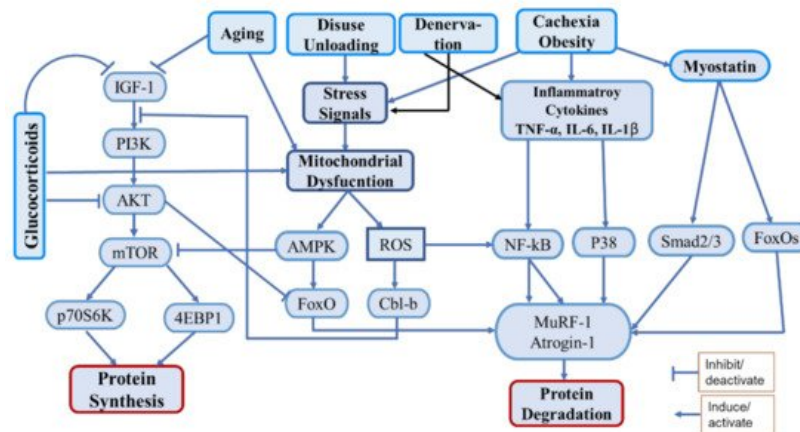 Aging
Disuse
Unloading
Denerva-
tion
Cachexia
Obesity
IGF-1
Stress
Signals
Inflammatroy
Cytokines
TNF-α, IL-6, IL-1β
Myostatin
Glucocorticoids
PI3K
Mitochondrial
Dysfucntion
AKT
mTOR
AMPK
ROS
NF-kB
P38
Smad2/3
FoxOs
p70S6K
4EBP1
FoxO
Cbl-b
MuRF-1
Atrogin-1
Protein
Synthesis
Protein
Degradation
Inhibit/
deactivate
Induce/
activate